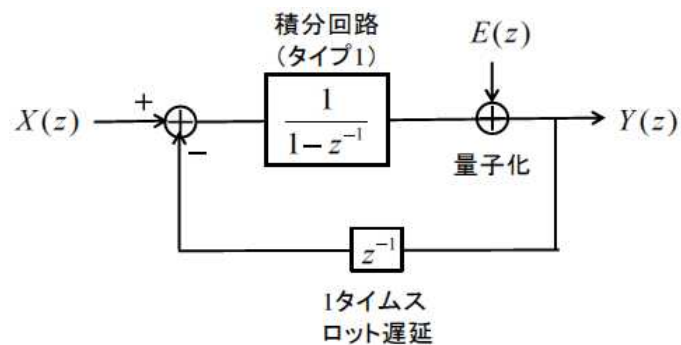 積分回路
(タイプ1)
E(z)
X(z)
+
−
1
1 − z⁻¹
Y(z)
量子化
z⁻¹
1タイムス
ロット遅延